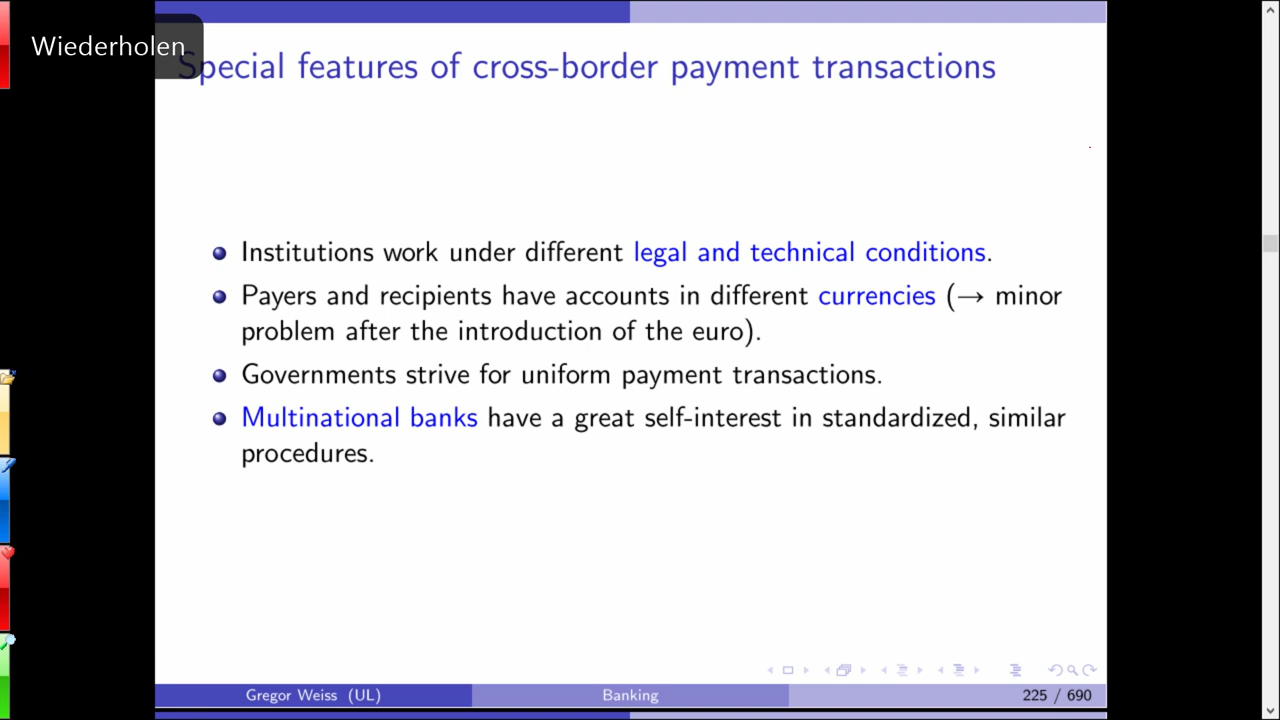 Wiederholen
Special features of cross-border payment transactions
Institutions work under different legal and technical conditions.
Payers and recipients have accounts in different currencies (→ minor
problem after the introduction of the euro).
Governments strive for uniform payment transactions.
Multinational banks have a great self-interest in standardized, similar
procedures.
Gregor Weiss (UL)
Banking
225 / 690